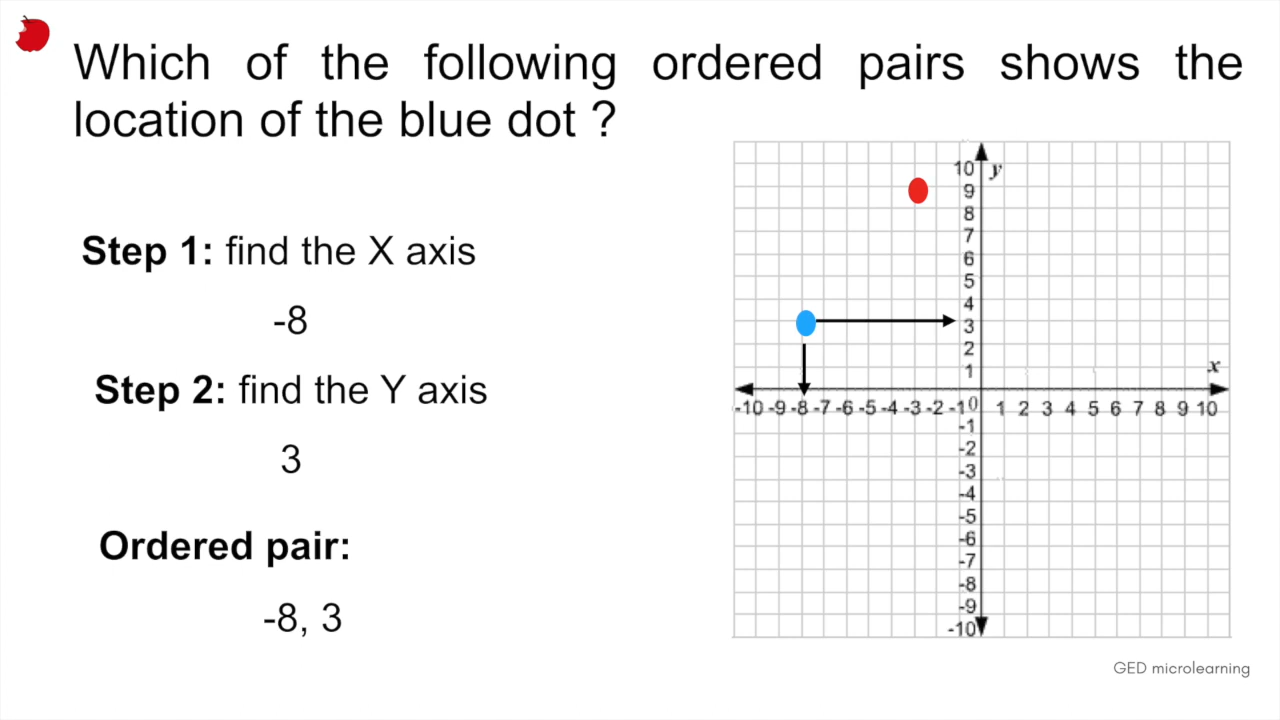 Which of the following ordered pairs shows the
location of the blue dot ?
Step 1: find the X axis
-8
Step 2: find the Y axis
3
Ordered pair:
-8, 3
y
10
9
8
7
6
5
4
3
2
1
x
-10 -9 -8 -7 -6 -5 -4 -3 -2 -1 0 1 2 3 4 5 6 7 8 9 10
-1
-2
-3
-4
-5
-6
-7
-8
-9
-10
GED microlearning